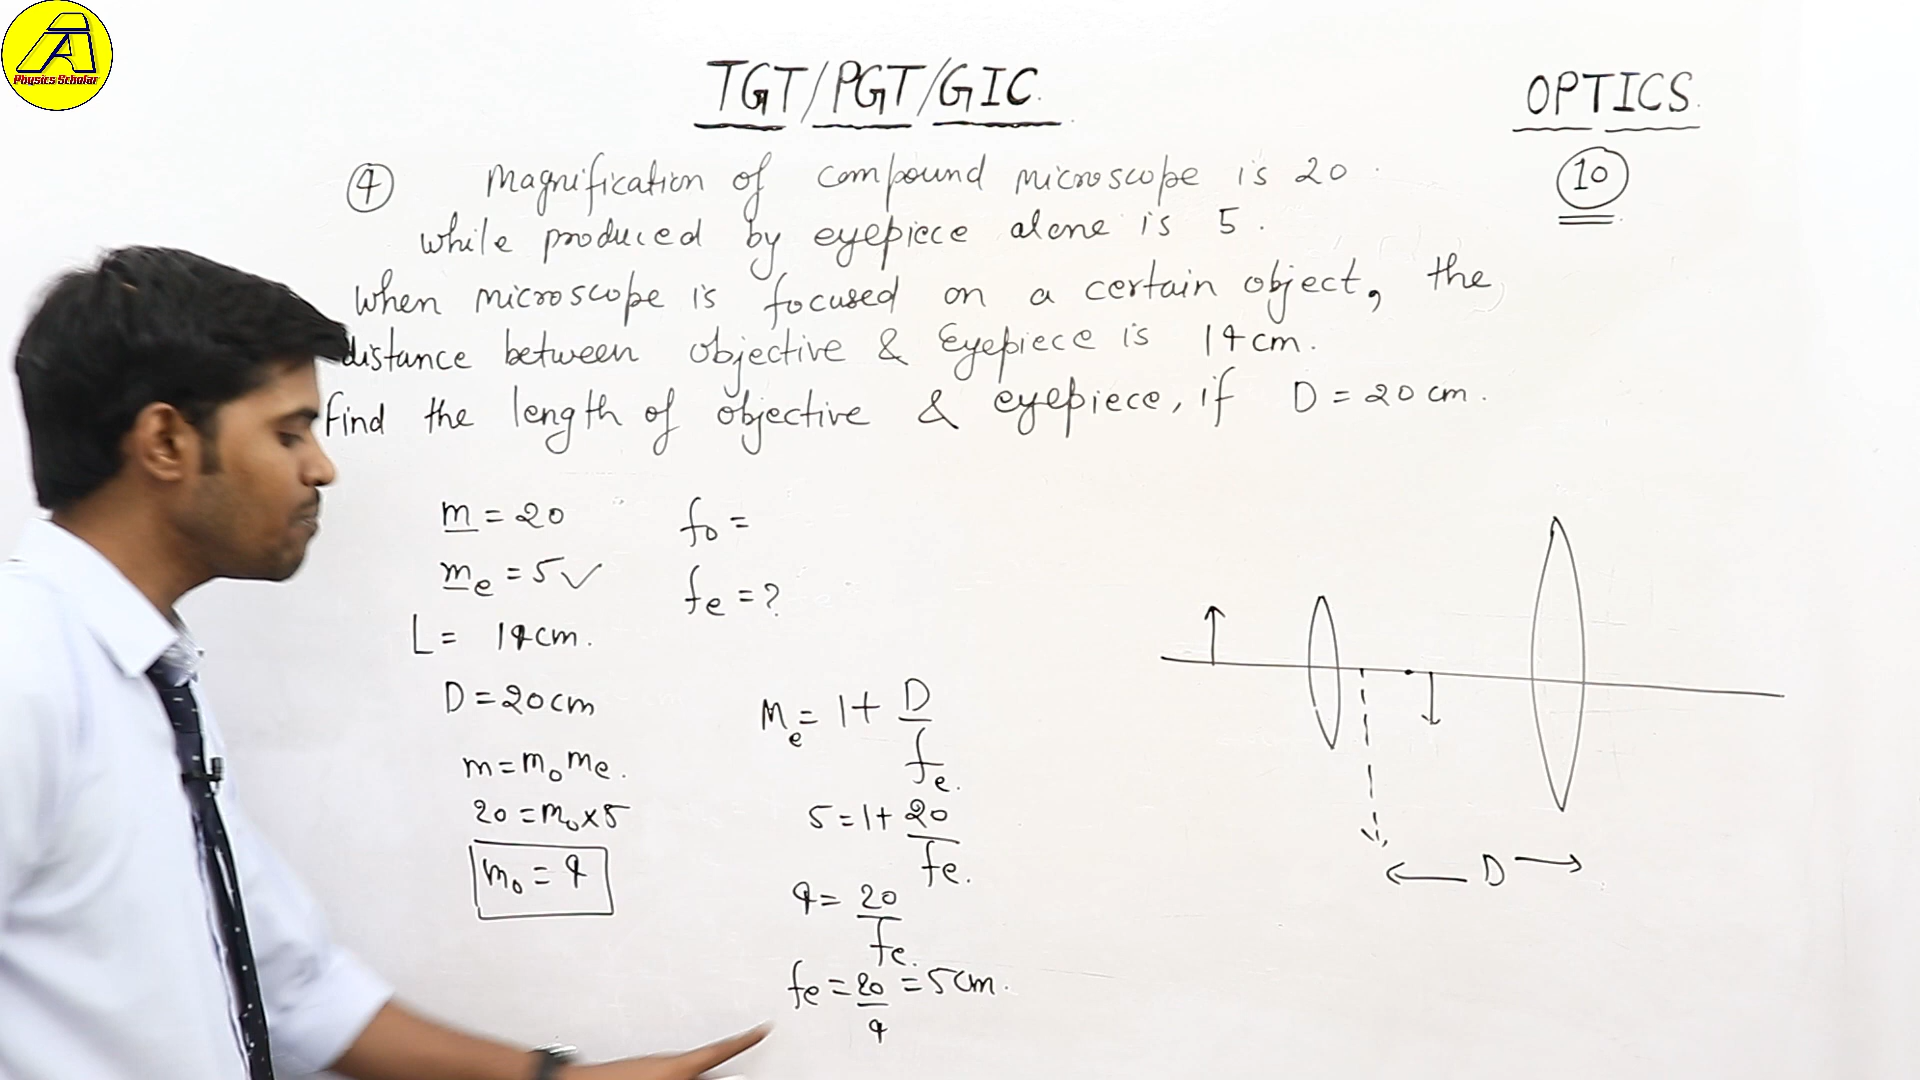 Physics Scholar
TGT/PGT/GIC.
OPTICS.
10
4 Magnification of compound microscope is 20.
while produced by eyepiece alone is 5.
when microscope is focused on a certain object, the
distance between objective & Eyepiece is 14cm.
find the length of objective & eyepiece, if D = 20 cm.
m = 20
me = 5 ✓
L = 14cm.
D = 20cm
m = mo me.
20 = mo x 5
mo = 4
fo =
fe = ?
Me = 1 + D/fe.
5 = 1 + 20/fe.
4 = 20/fe.
fe = 20/4 = 5cm.
D